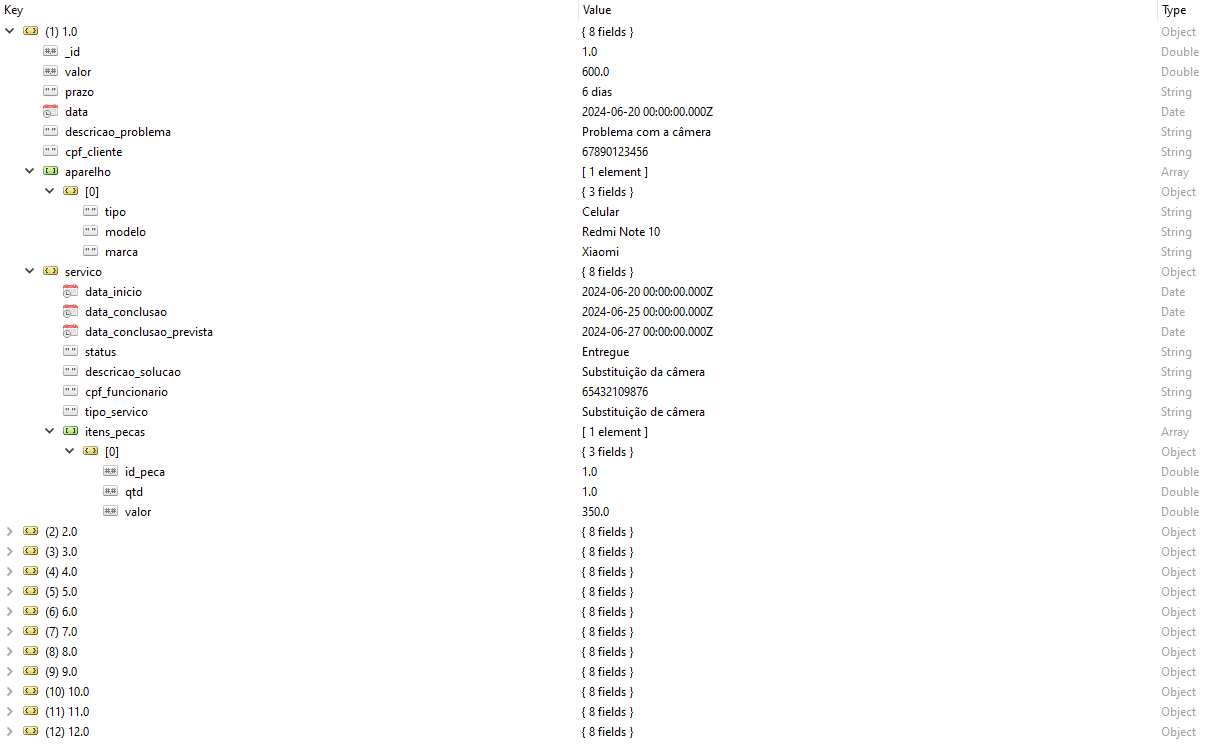 Key Value Type
(1) 1.0 { 8 fields } Object
_id 1.0 Double
valor 600.0 Double
prazo 6 dias String
data 2024-06-20 00:00:00.000Z Date
descricao_problema Problema com a câmera String
cpf_cliente 67890123456 String
aparelho [ 1 element ] Array
[0] { 3 fields } Object
tipo Celular String
modelo Redmi Note 10 String
marca Xiaomi String
servico { 8 fields } Object
data_inicio 2024-06-20 00:00:00.000Z Date
data_conclusao 2024-06-25 00:00:00.000Z Date
data_conclusao_prevista 2024-06-27 00:00:00.000Z Date
status Entregue String
descricao_solucao Substituição da câmera String
cpf_funcionario 65432109876 String
tipo_servico Substituição de câmera String
itens_pecas [ 1 element ] Array
[0] { 3 fields } Object
id_peca 1.0 Double
qtd 1.0 Double
valor 350.0 Double
(2) 2.0 { 8 fields } Object
(3) 3.0 { 8 fields } Object
(4) 4.0 { 8 fields } Object
(5) 5.0 { 8 fields } Object
(6) 6.0 { 8 fields } Object
(7) 7.0 { 8 fields } Object
(8) 8.0 { 8 fields } Object
(9) 9.0 { 8 fields } Object
(10) 10.0 { 8 fields } Object
(11) 11.0 { 8 fields } Object
(12) 12.0 { 8 fields } Object